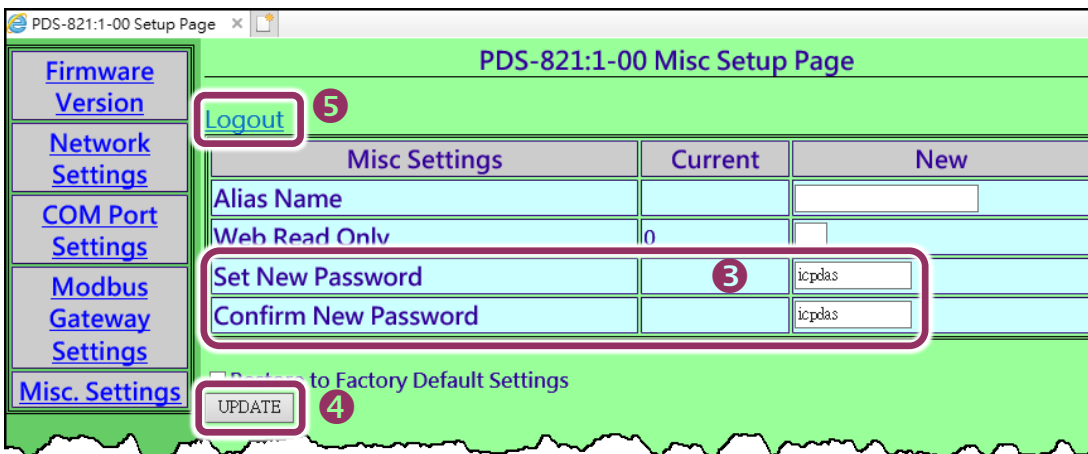 PDS-821:1-00 Setup Page
PDS-821:1-00 Misc Setup Page
Firmware
Version
Network
Settings
COM Port
Settings
Modbus
Gateway
Settings
Misc. Settings
Logout
5
Misc Settings Current New
Alias Name
Web Read Only 0
Set New Password 3 icpdas
Confirm New Password icpdas
Restore to Factory Default Settings
UPDATE 4